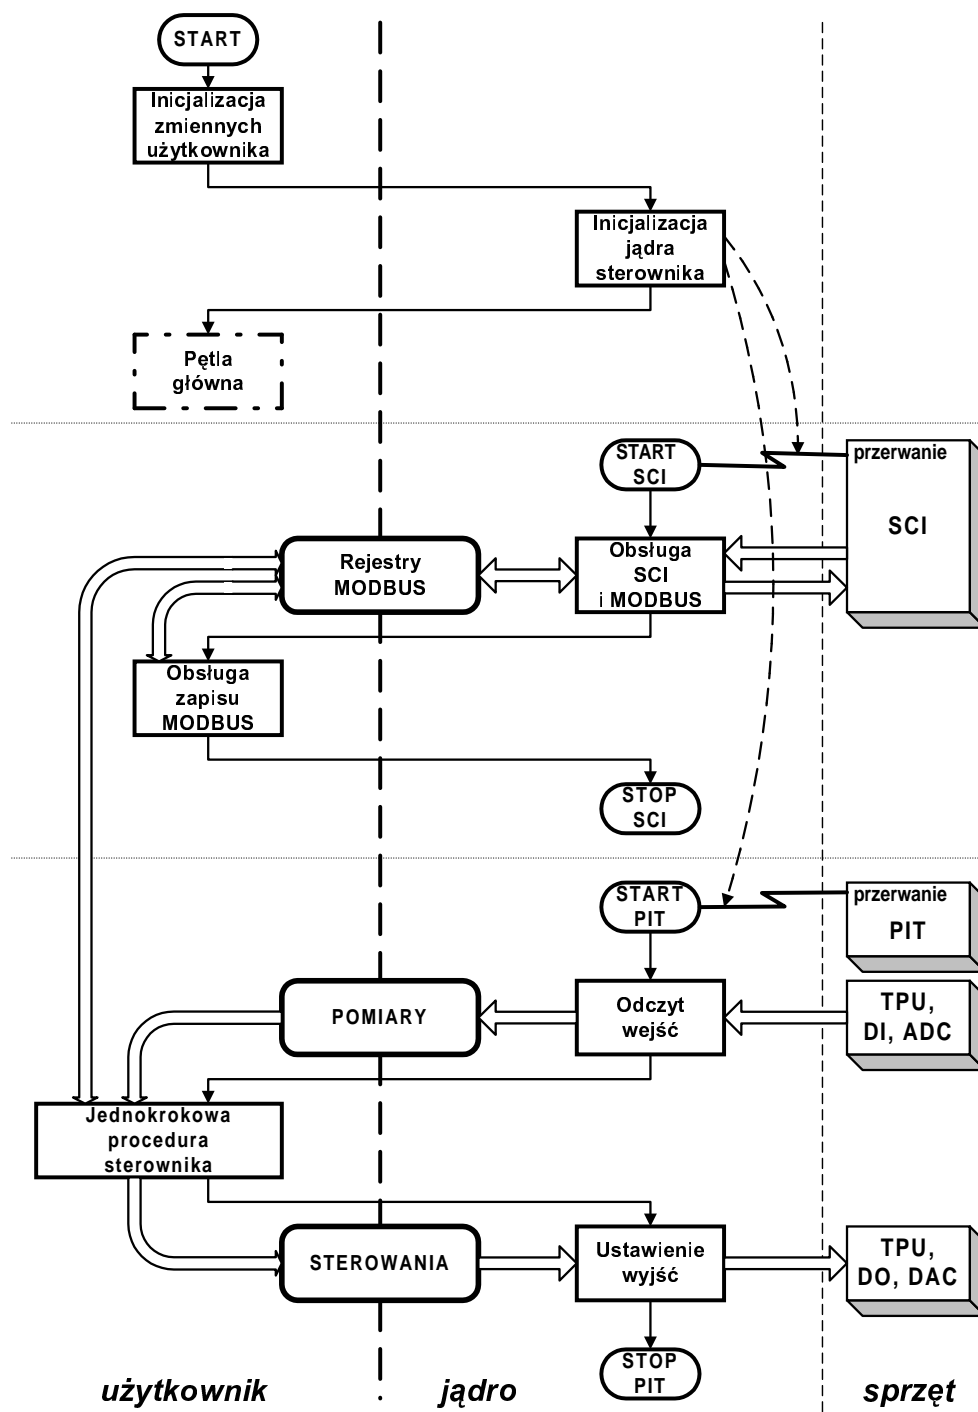 START
Inicjalizacja
zmiennych
użytkownika
Inicjalizacja
jądra
sterownika
Pętla
główna
START
SCI
przerwanie
SCI
Rejestry
MODBUS
Obsługa
SCI
i MODBUS
Obsługa
zapisu
MODBUS
STOP
SCI
START
PIT
przerwanie
PIT
POMIARY
Odczyt
wejść
TPU,
DI, ADC
Jednokrokowa
procedura
sterownika
STEROWANIA
Ustawienie
wyjść
TPU,
DO, DAC
STOP
PIT
użytkownik
jądro
sprzęt